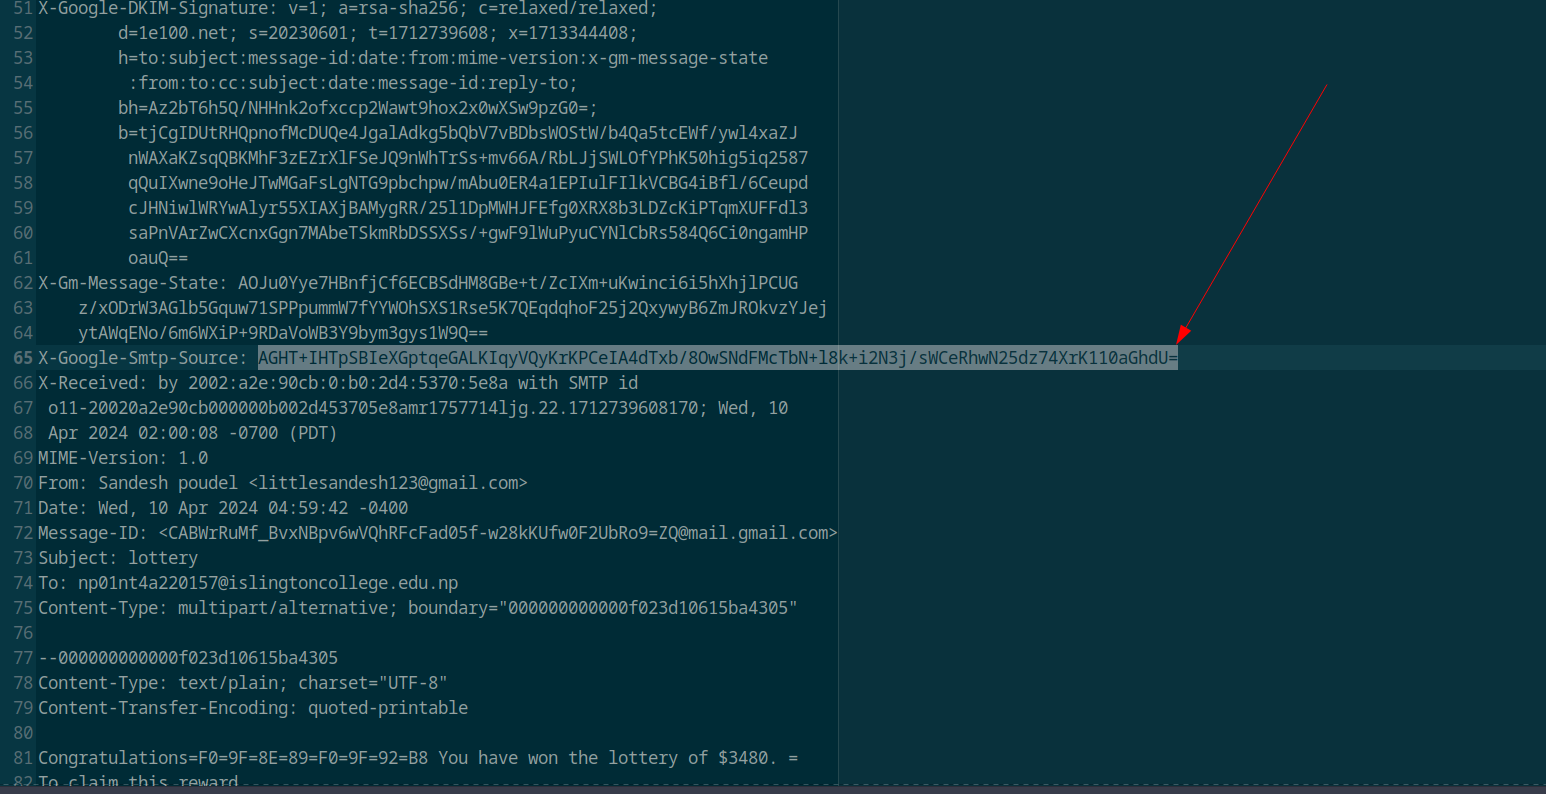 51 X-Google-DKIM-Signature: v=1; a=rsa-sha256; c=relaxed/relaxed;
52 d=1e100.net; s=20230601; t=1712739608; x=1713344408;
53 h=to:subject:message-id:date:from:mime-version:x-gm-message-state
54 :from:to:cc:subject:date:message-id:reply-to;
55 bh=Az2bT6h5Q/NHHnk2ofxccp2Wawt9hox2x0wXSw9pzG0=;
56 b=tjCgIDUtRHQpnofMcDUQe4JgalAdkg5bQbV7vBDbsWOStW/b4Qa5tcEWf/ywl4xaZJ
57 nWAXaKZsqQBKMhF3zEZrXlFSeJQ9nWhTrSs+mv66A/RbLJjSWLOfYPhK50hig5iq2587
58 qQuIXwne9oHeJTwMGaFsLgNTG9pbchpw/mAbu0ER4a1EPIulFIlkVCBG4iBfl/6Ceupd
59 cJHNiwlWRYwAlyr55XIAXjBAMygRR/25l1DpMWHJFEfg0XRX8b3LDZcKiPTqmXUFFdl3
60 saPnVArZwCXcnxGgn7MAbeTSkmRbDSSXSs/+gwF9lWuPyuCYNlCbRs584Q6Ci0ngamHP
61 oauQ==
62 X-Gm-Message-State: AOJu0Yye7HBnfjCf6ECBSdHM8GBe+t/ZcIXm+uKwinci6i5hXhjlPCUG
63 z/xODrW3AGlb5Gquw71SPPpummW7fYYWOhSXS1Rse5K7QEqdqhoF25j2QxywyB6ZmJROkvzYJej
64 ytAWqENo/6m6WXiP+9RDaVoWB3Y9bym3gys1W9Q==
65 X-Google-Smtp-Source: AGHT+IHTpSBIeXGptqeGALKIqyVQyKrKPCeIA4dTxb/8OwSNdFMcTbN+l8k+i2N3j/sWCeRhwN25dz74XrK110aGhdU=
66 X-Received: by 2002:a2e:90cb:0:b0:2d4:5370:5e8a with SMTP id
67 o11-20020a2e90cb000000b002d453705e8amr1757714ljg.22.1712739608170; Wed, 10
68 Apr 2024 02:00:08 -0700 (PDT)
69 MIME-Version: 1.0
70 From: Sandesh poudel <littlesandesh123@gmail.com>
71 Date: Wed, 10 Apr 2024 04:59:42 -0400
72 Message-ID: <CABWrRuMf_BvxNBpv6wVQhRFcFad05f-w28kKUfw0F2UbRo9=ZQ@mail.gmail.com>
73 Subject: lottery
74 To: np01nt4a220157@islingtoncollege.edu.np
75 Content-Type: multipart/alternative; boundary="000000000000f023d10615ba4305"
76
77 --000000000000f023d10615ba4305
78 Content-Type: text/plain; charset="UTF-8"
79 Content-Transfer-Encoding: quoted-printable
80
81 Congratulations=F0=9F=8E=89=F0=9F=92=B8 You have won the lottery of $3480. =
82 To claim this reward